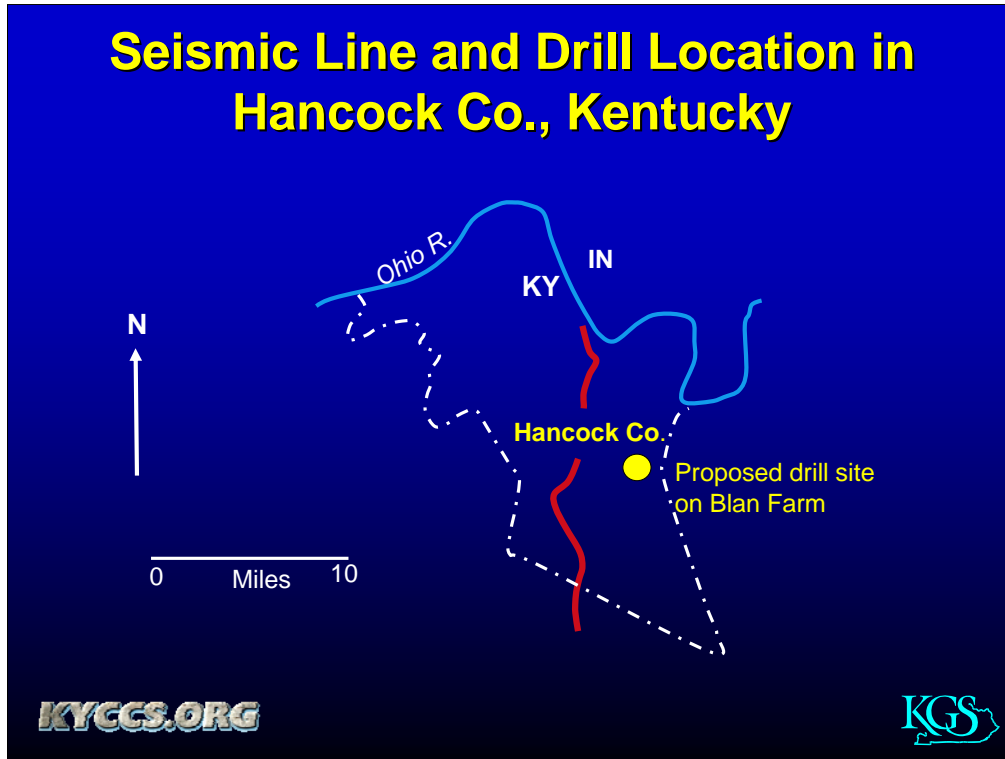 Seismic Line and Drill Location in
Hancock Co., Kentucky
Ohio R.
IN
KY
N
Hancock Co.
Proposed drill site
on Blan Farm
0 Miles 10
KYCCS.ORG
KGS